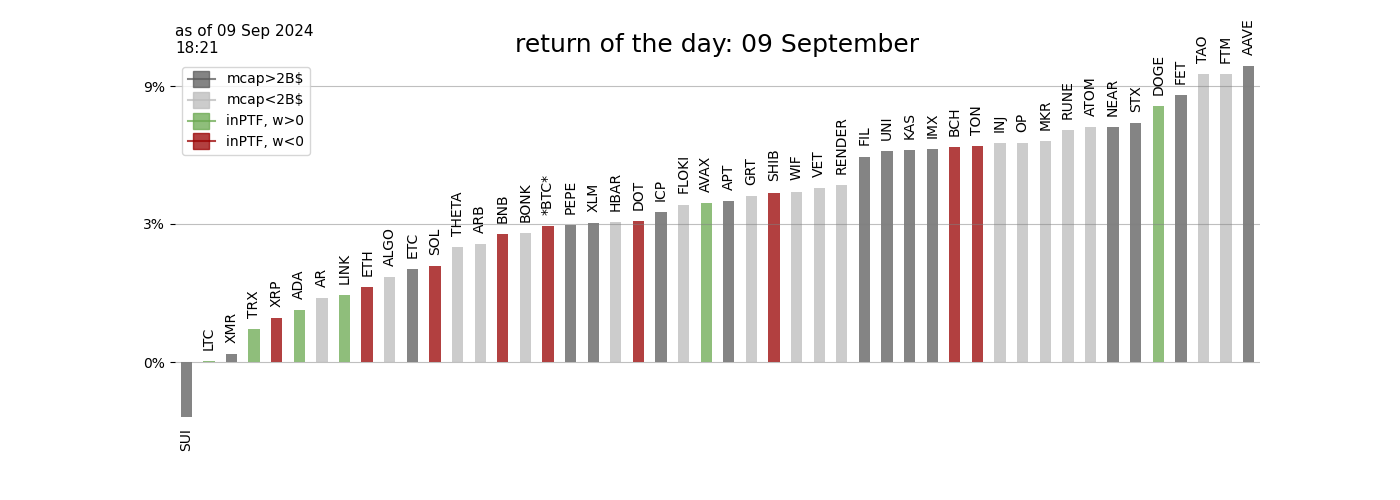 as of 09 Sep 2024
18:21
return of the day: 09 September
mcap>2B$
mcap<2B$
inPTF, w>0
inPTF, w<0
9%
3%
0%
SUI
LTC
XMR
TRX
XRP
ADA
AR
LINK
ETH
ALGO
ETC
SOL
THETA
ARB
BNB
BONK
*BTC*
PEPE
XLM
HBAR
DOT
ICP
FLOKI
AVAX
APT
GRT
SHIB
WIF
VET
RENDER
FIL
UNI
KAS
IMX
BCH
TON
INJ
OP
MKR
RUNE
ATOM
NEAR
STX
DOGE
FET
TAO
FTM
AAVE